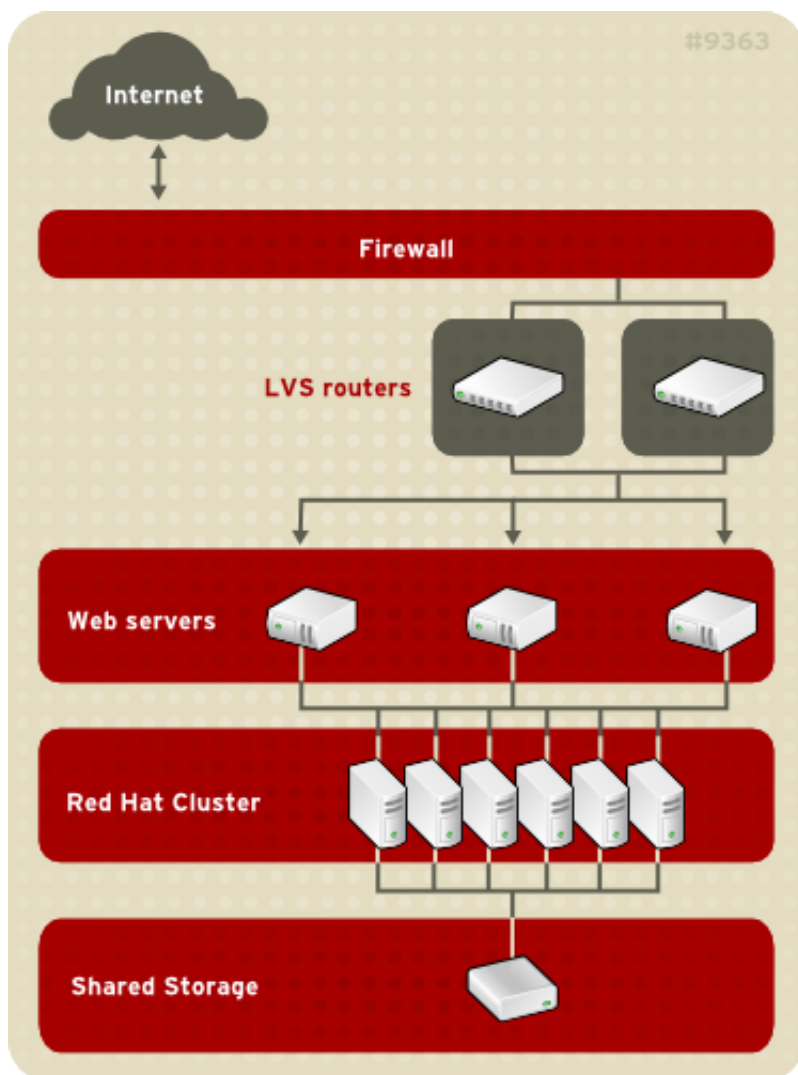 #9363
Internet
Firewall
LVS routers
Web servers
Red Hat Cluster
Shared Storage